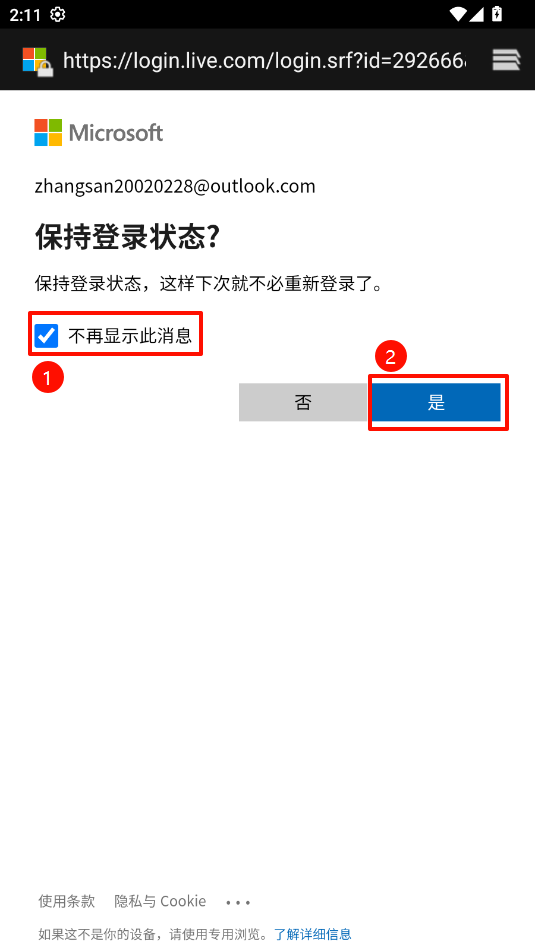 2:11
https://login.live.com/login.srf?id=292666
Microsoft
zhangsan20020228@outlook.com
保持登录状态?
保持登录状态，这样下次就不必重新登录了。
不再显示此消息
1
2
否
是
使用条款 隐私与 Cookie ...
如果这不是你的设备，请使用专用浏览。了解详细信息